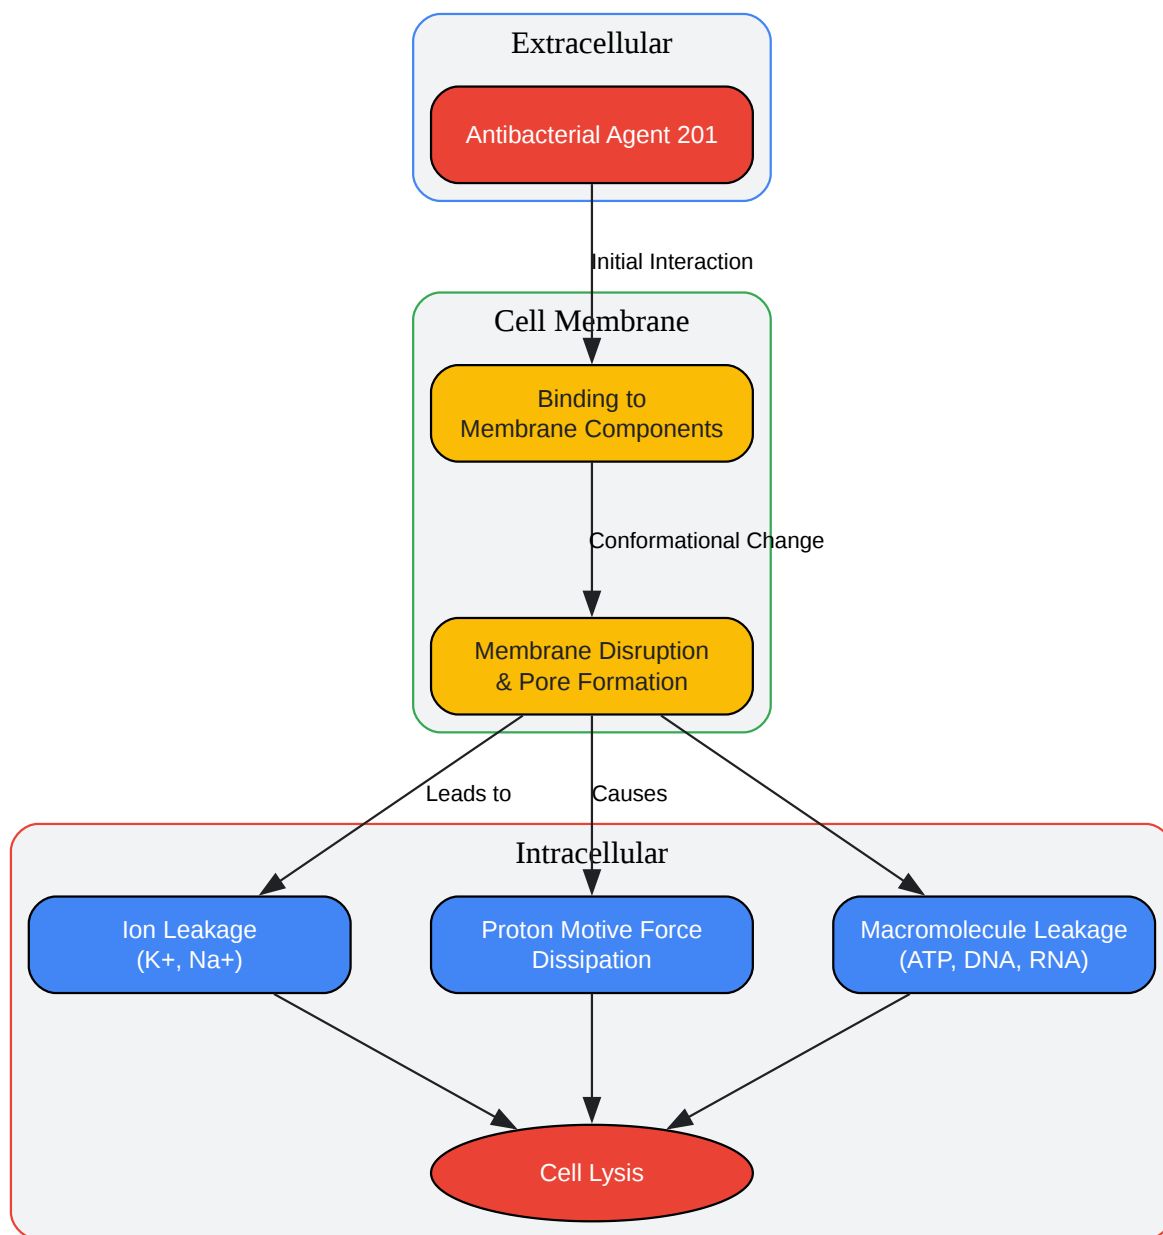 Extracellular
Antibacterial Agent 201
Initial Interaction
Cell Membrane
Binding to
Membrane Components
Conformational Change
Membrane Disruption
& Pore Formation
Leads to
Causes
Intracellular
Ion Leakage
(K+, Na+)
Proton Motive Force
Dissipation
Macromolecule Leakage
(ATP, DNA, RNA)
Cell Lysis